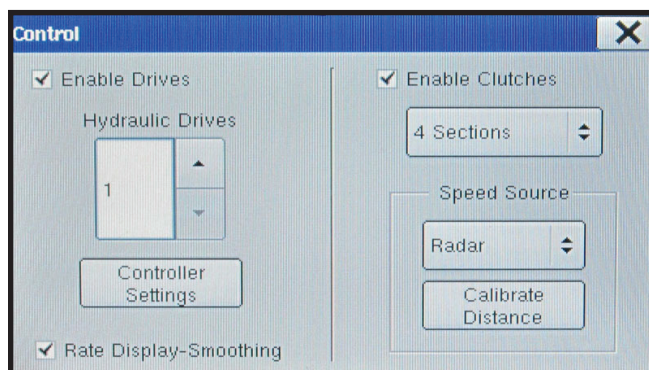 Control
Enable Drives
Hydraulic Drives
1
Controller
Settings
Rate Display-Smoothing
Enable Clutches
4 Sections
Speed Source
Radar
Calibrate
Distance